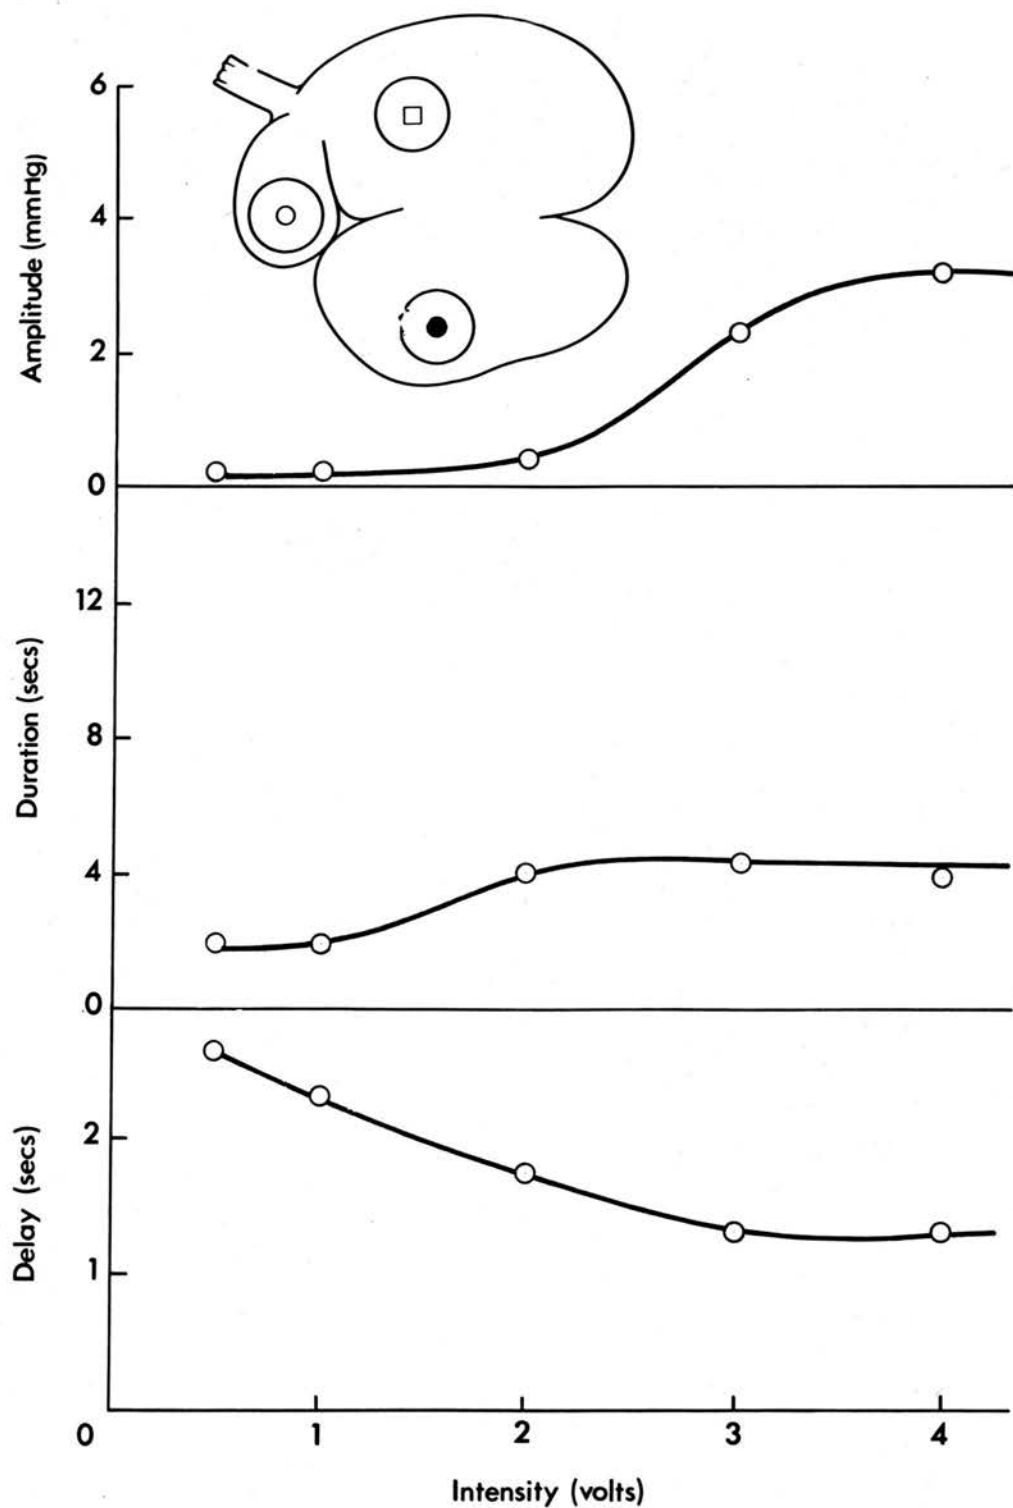 6
4
2
0
Amplitude (mmHg)
12
8
4
0
Duration (secs)
2
1
Delay (secs)
0 1 2 3 4
Intensity (volts)